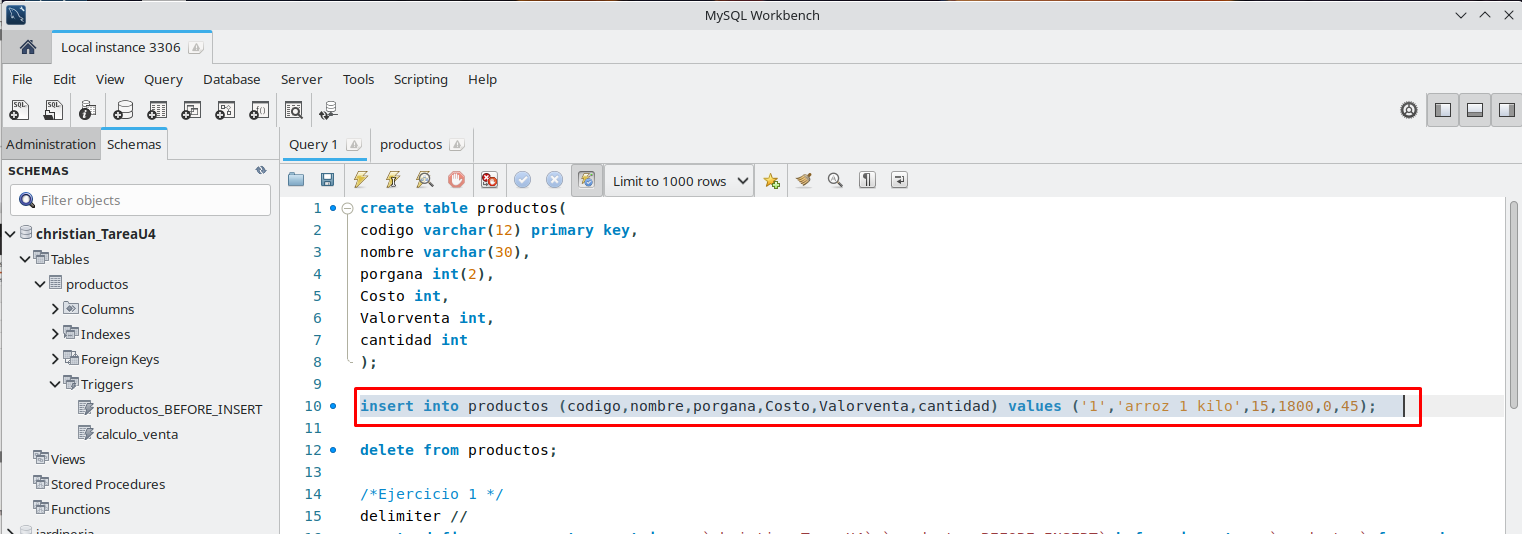 MySQL Workbench
Local instance 3306
File Edit View Query Database Server Tools Scripting Help
Administration Schemas
Query 1 productos
SCHEMAS
Filter objects
Limit to 1000 rows
christian_TareaU4
Tables
productos
Columns
Indexes
Foreign Keys
Triggers
productos_BEFORE_INSERT
calculo_venta
Views
Stored Procedures
Functions
jardineria
1 create table productos(
2 codigo varchar(12) primary key,
3 nombre varchar(30),
4 porgana int(2),
5 Costo int,
6 Valorventa int,
7 cantidad int
8 );
9
10 insert into productos (codigo,nombre,porgana,Costo,Valorventa,cantidad) values ('1','arroz 1 kilo',15,1800,0,45);
11
12 delete from productos;
13
14 /*Ejercicio 1 */
15 delimiter //